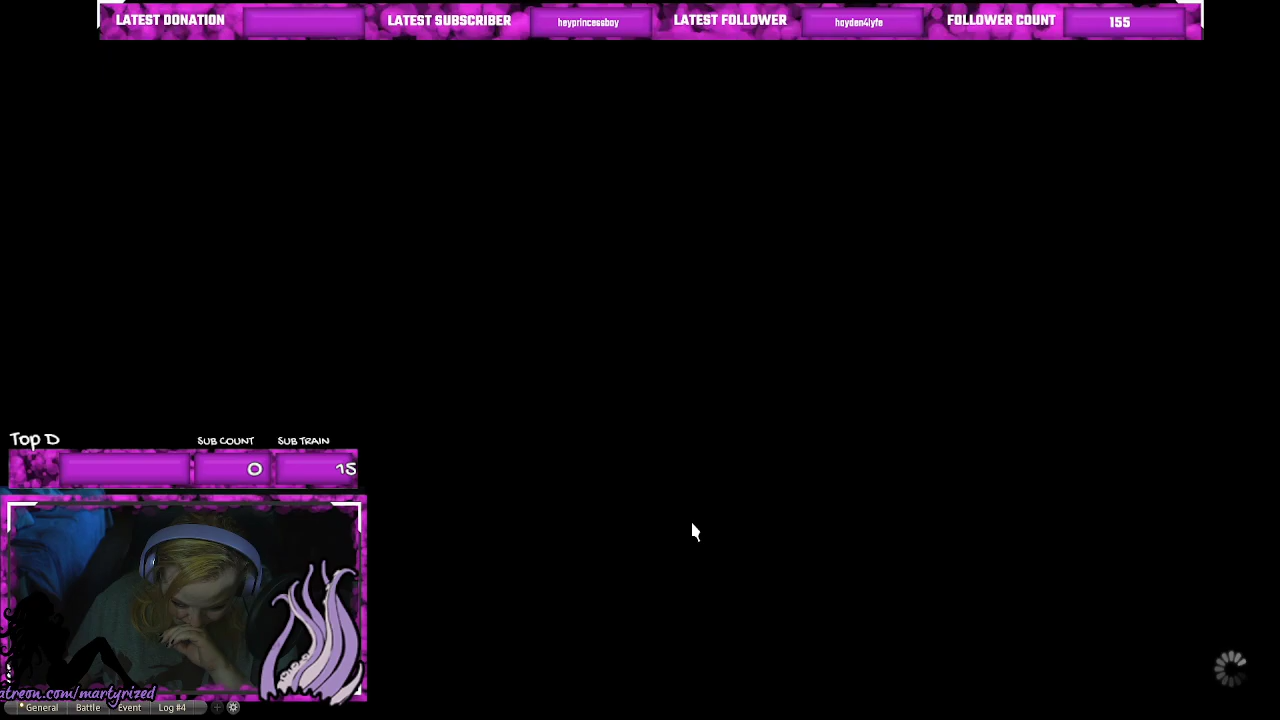 LATEST DONATION
LATEST SUBSCRIBER heyprincessboy
LATEST FOLLOWER hayden4lyfe
FOLLOWER COUNT 155
Top D
SUB COUNT SUB TRAIN
0 15
atreon.com/martyrized
General Battle Event Log #4